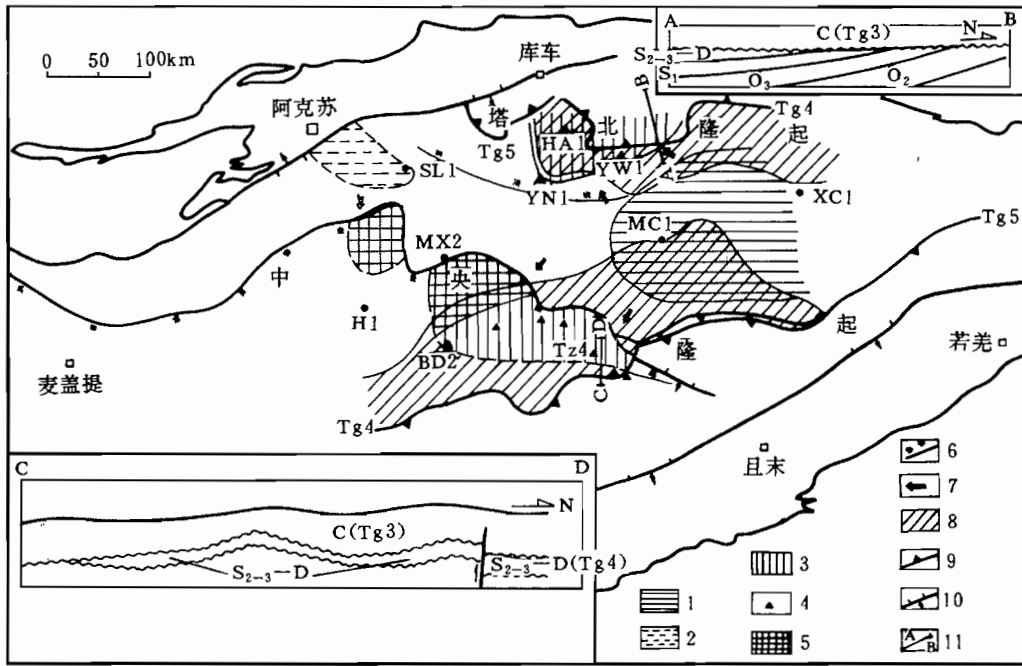 0 50 100km
库车
阿克苏
塔
北
隆
起
Tg5
HA1
YW1
YN1
SL1
Tg4
XC1
MC1
Tg5
B
A
MX2
中
央
隆
起
H1
BD2
Tz4
D
C
Tg4
麦盖提
若羌
且末
A B
C(Tg3) N
S₂₋₃—D
S₁ O₃ O₂
C D
N
C(Tg3)
S₂₋₃—D
S₂₋₃—D(Tg4)
1
2
3
4
5
6
7
8
9
10
A B 11